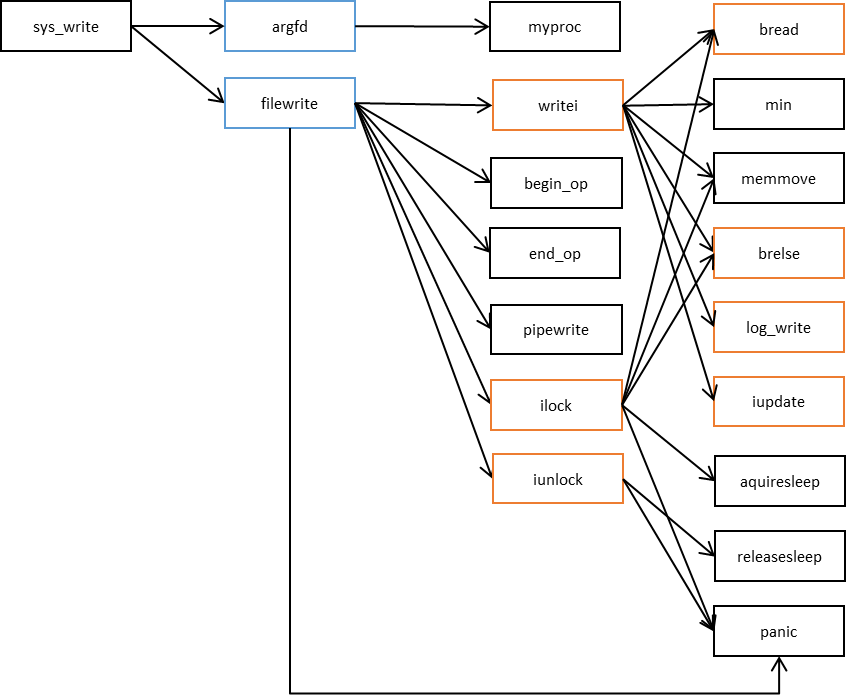 sys_write
argfd
myproc
bread
filewrite
writei
min
begin_op
memmove
end_op
brelse
pipewrite
log_write
ilock
iupdate
iunlock
aquiresleep
releasesleep
panic